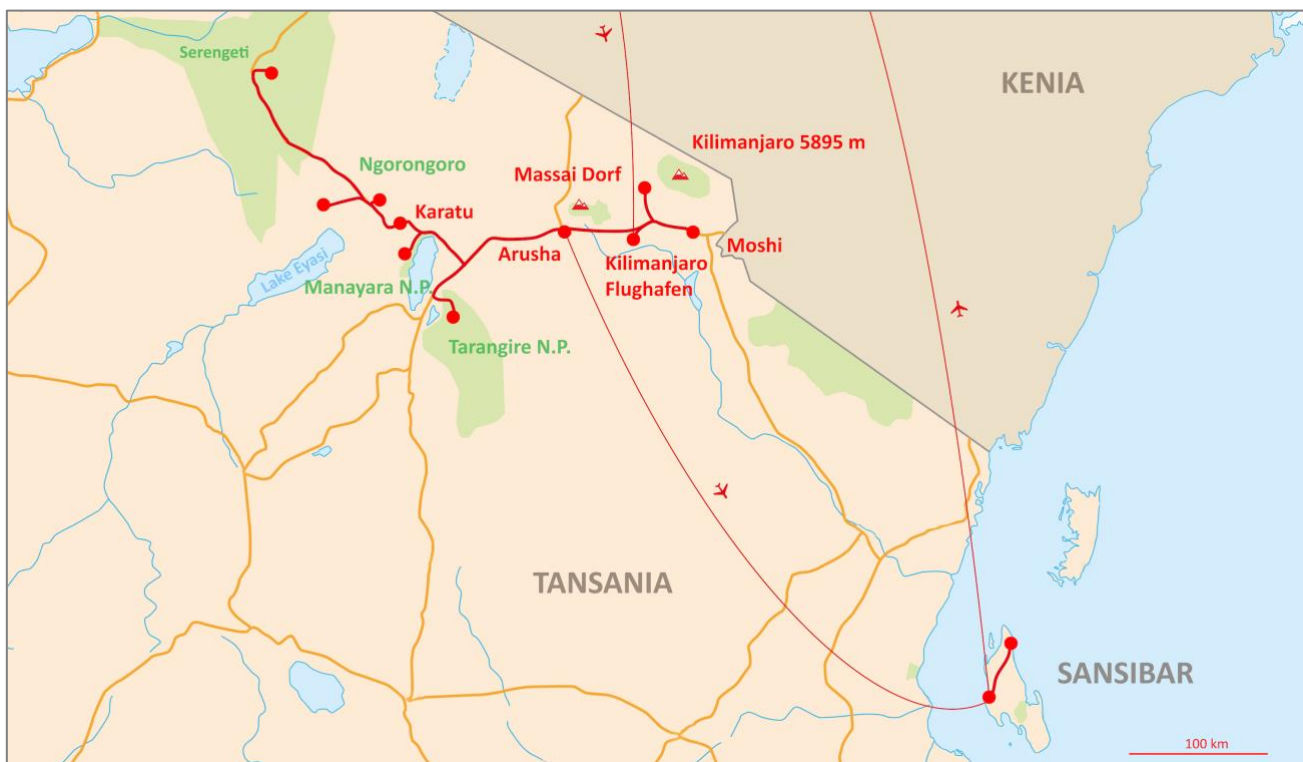 Serengeti
KENIA
Kilimanjaro 5895 m
Ngorongoro
Massai Dorf
Karatu
Arusha
Moshi
Kilimanjaro
Flughafen
Lake Eyasi
Manayara N.P.
Tarangire N.P.
TANSANIA
SANSIBAR
100 km